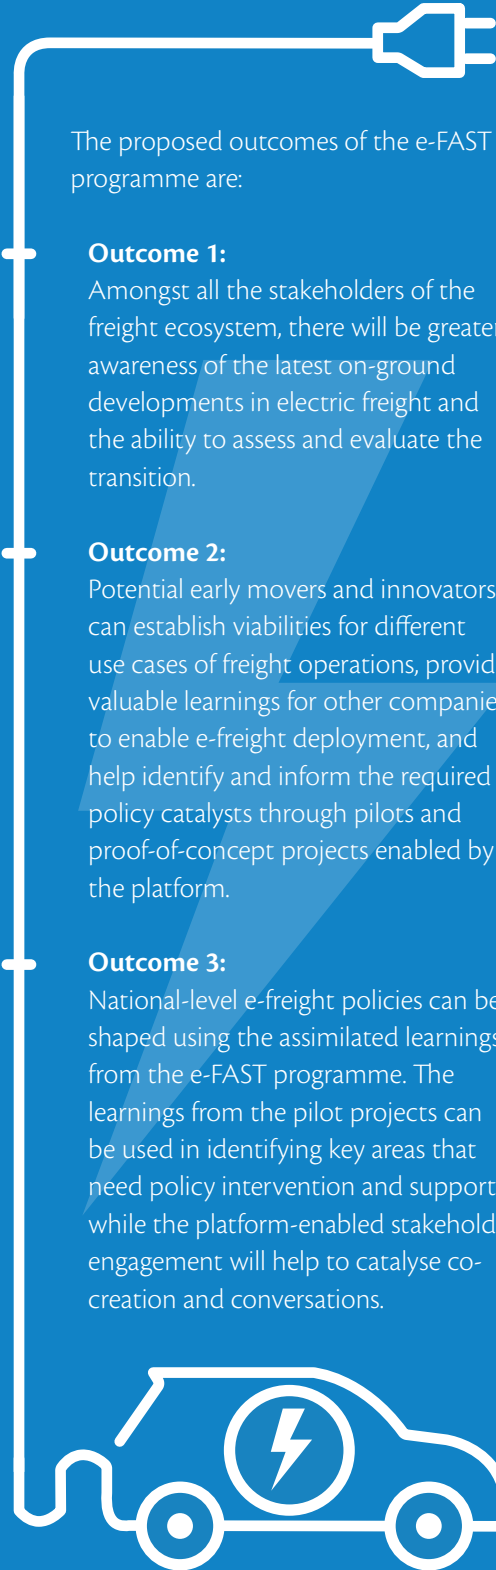 The proposed outcomes of the e-FAST
programme are:
Outcome 1:
Amongst all the stakeholders of the
freight ecosystem, there will be greater
awareness of the latest on-ground
developments in electric freight and
the ability to assess and evaluate the
transition.
Outcome 2:
Potential early movers and innovators
can establish viabilities for different
use cases of freight operations, provid
valuable learnings for other companie
to enable e-freight deployment, and
help identify and inform the required
policy catalysts through pilots and
proof-of-concept projects enabled by
the platform.
Outcome 3:
National-level e-freight policies can be
shaped using the assimilated learnings
from the e-FAST programme. The
learnings from the pilot projects can
be used in identifying key areas that
need policy intervention and support
while the platform-enabled stakehold
engagement will help to catalyse co-
creation and conversations.